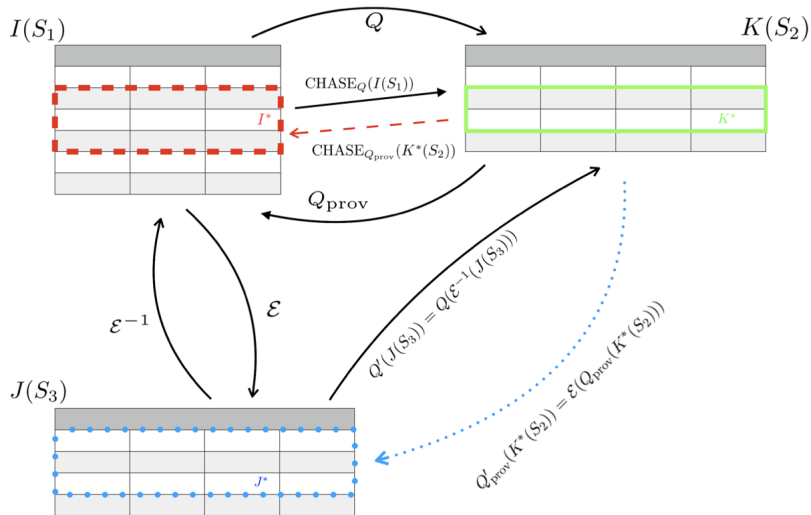 I(S₁)
Q
K(S₂)
CHASE_Q(I(S₁))
I*
K*
CHASE_{Q_prov}(K*(S₂))
Q_prov
ℰ⁻¹
ℰ
Q′(J(S₃)) = Q(ℰ⁻¹(J(S₃)))
J(S₃)
Q′_prov(K*(S₂)) = ℰ(Q_prov(K*(S₂)))
J*